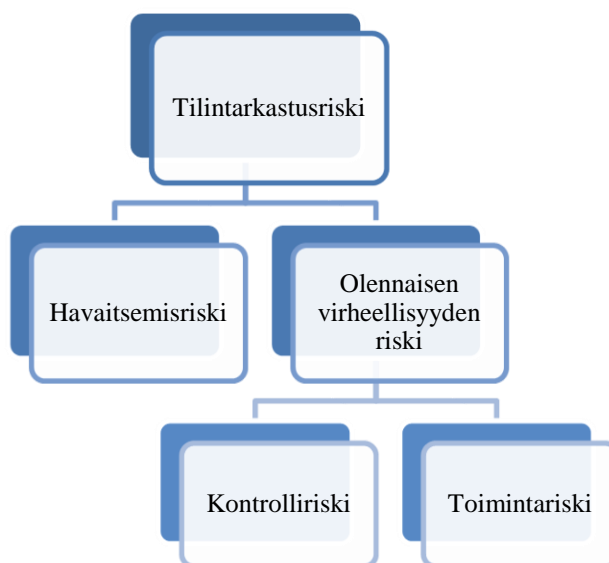 Tilintarkastusriski
Havaitsemisriski
Olennaisen
virheellisyyden
riski
Kontrolliriski
Toimintariski